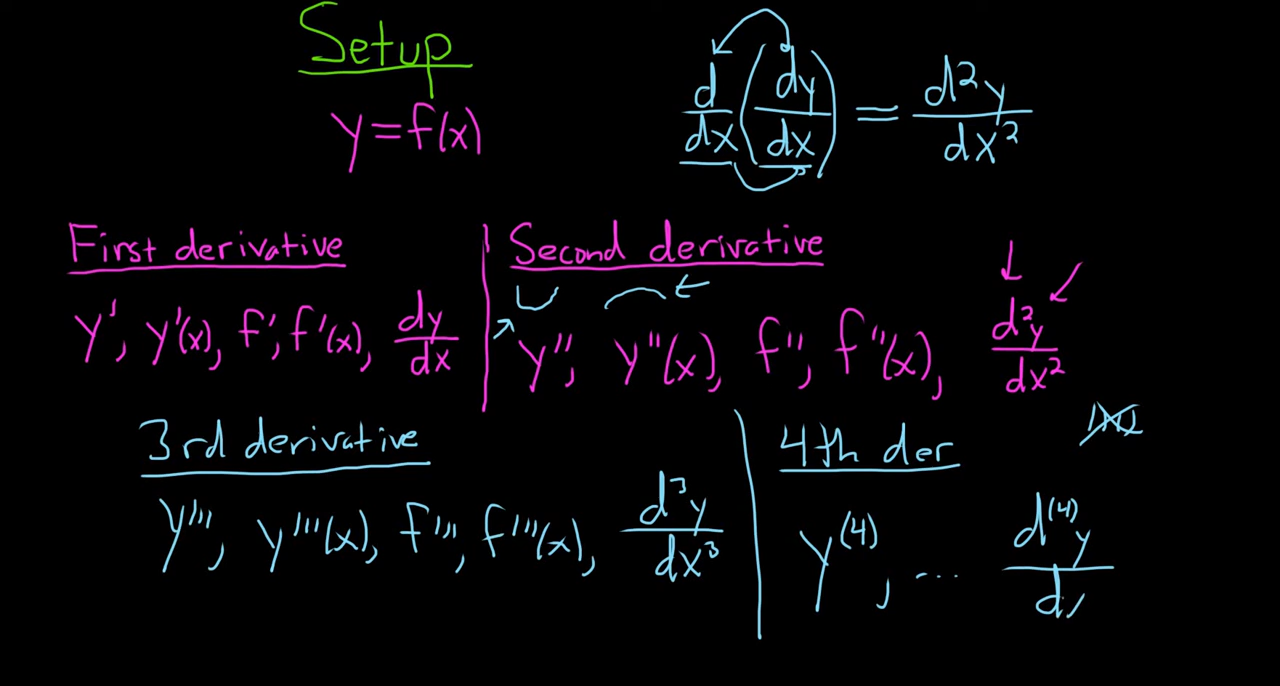 Setup
y = f(x)
d/dx (dy/dx) = d²y/dx²
First derivative
y', y'(x), f', f'(x), dy/dx
Second derivative
y'', y''(x), f'', f''(x), d²y/dx²
3rd derivative
y''', y'''(x), f''', f'''(x), d³y/dx³
4th der
y⁽⁴⁾, ... d⁽⁴⁾y/d